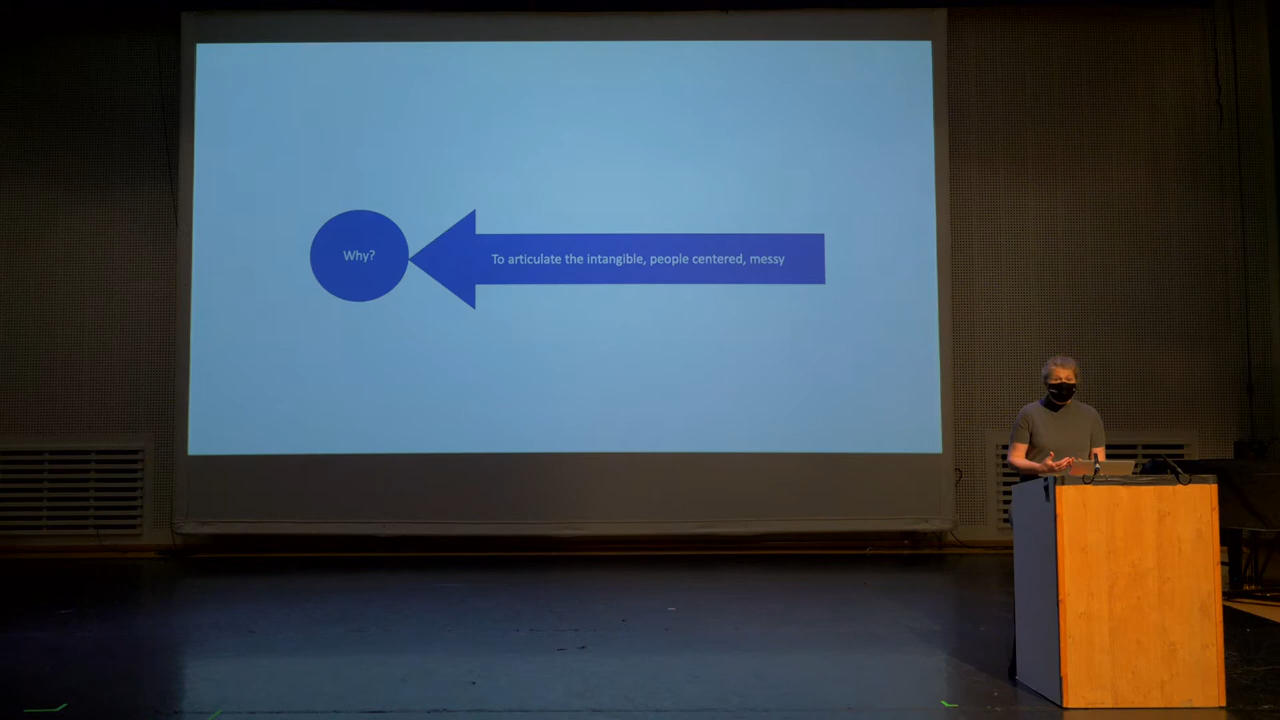 Why?
To articulate the intangible, people centered, messy